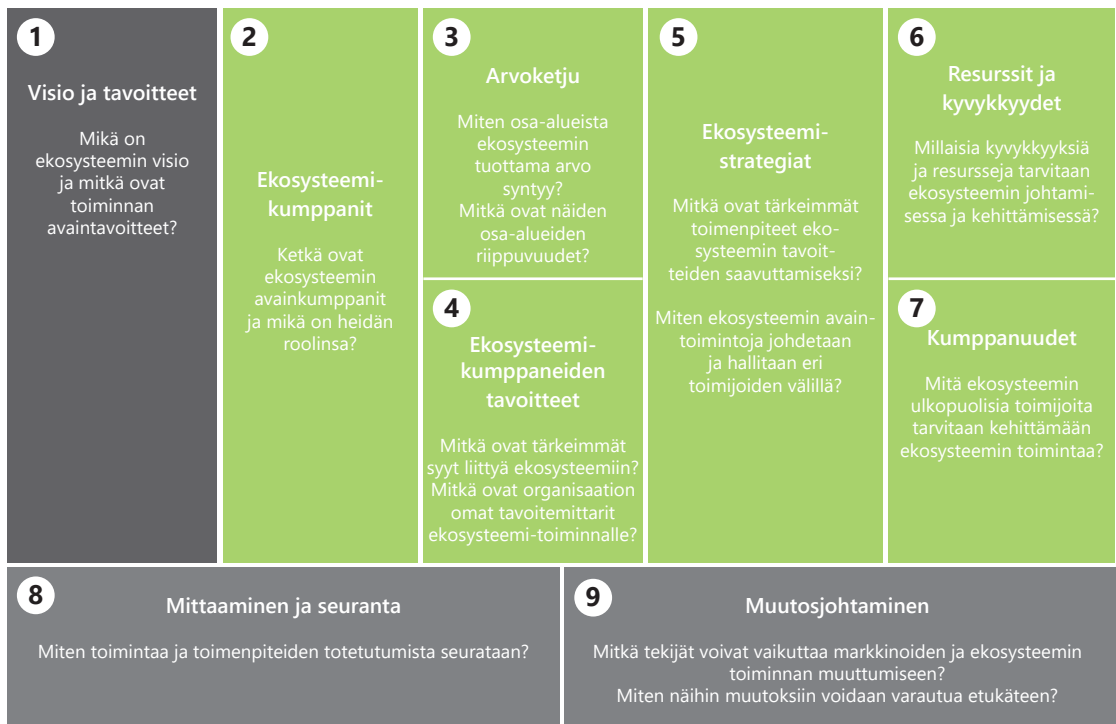 1
Visio ja tavoitteet
Mikä on
ekosysteemin visio
ja mitkä ovat
toiminnan
avaintavoitteet?
2
Ekosysteemi-
kumppanit
Ketkä ovat
ekosysteemin
avainkumppanit
ja mikä on heidän
roolinsa?
3
Arvoketju
Miten osa-alueista
ekosysteemin
tuottama arvo
syntyy?
Mitkä ovat näiden
osa-alueiden
riippuvuudet?
4
Ekosysteemi-
kumppaneiden
tavoitteet
Mitkä ovat tärkeimmät
syyt liittyä ekosysteemiin?
Mitkä ovat organisaation
omat tavoitemittarit
ekosysteemi-toiminnalle?
5
Ekosysteemi-
strategiat
Mitkä ovat tärkeimmät
toimenpiteet eko-
systeemin tavoit-
teiden saavuttamiseksi?
Miten ekosysteemin avain-
toimintoja johdetaan
ja hallitaan eri
toimijoiden välillä?
6
Resurssit ja
kyvykkyydet
Millaisia kyvykkyyksiä
ja resursseja tarvitaan
ekosysteemin johtami-
sessa ja kehittämisessä?
7
Kumppanuudet
Mitä ekosysteemin
ulkopuolisia toimijoita
tarvitaan kehittämään
ekosysteemin toimintaa?
8
Mittaaminen ja seuranta
Miten toimintaa ja toimenpiteiden totetutumista seurataan?
9
Muutosjohtaminen
Mitkä tekijät voivat vaikuttaa markkinoiden ja ekosysteemin
toiminnan muuttumiseen?
Miten näihin muutoksiin voidaan varautua etukäteen?